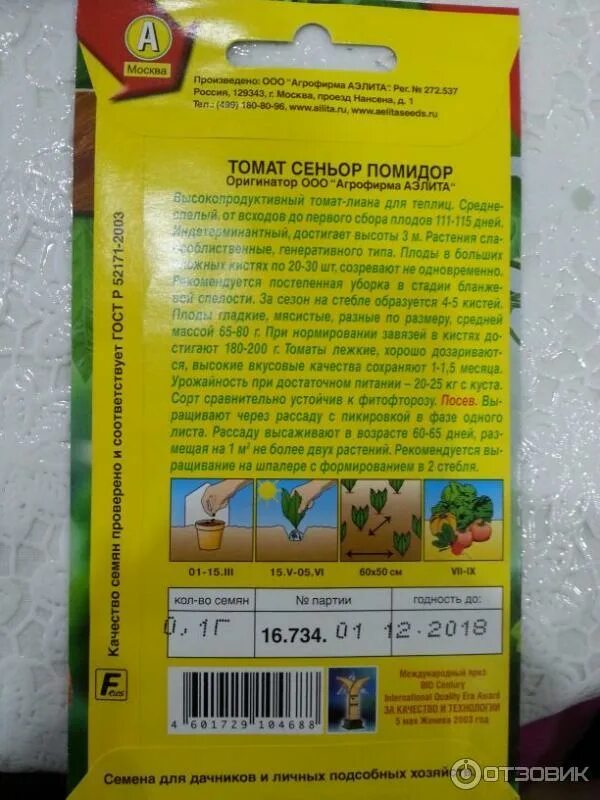 А
Москва
Произведено: ООО "Агрофирма АЭЛИТА". Рег. № 272.537
Россия, 129343, г. Москва, проезд Нансена, д. 1
Тел.: (499) 180-80-96, www.ailita.ru, www.aelitaseeds.ru
ТОМАТ СЕНЬОР ПОМИДОР
Оригинатор ООО "Агрофирма АЭЛИТА"
Высокопродуктивный томат-лиана для теплиц. Средне-
спелый, от всходов до первого сбора плодов 111-115 дней.
Индетерминантный, достигает высоты 3 м. Растения сла-
ооблиственные, генеративного типа. Плоды в больших
сложных кистях по 20-30 шт. созревают не одновременно.
Рекомендуется постепенная уборка в стадии бланже-
вей спелости. За сезон на стебле образуется 4-5 кистей.
Плоды гладкие, мясистые, разные по размеру, средней
массой 65-80 г. При нормировании завязей в кистях до-
стигают 180-200 г. Томаты лежкие, хорошо дозаривают-
ся, высокие вкусовые качества сохраняют 1-1,5 месяца.
Урожайность при достаточном питании – 20-25 кг с куста.
Сорт сравнительно устойчив к фитофторозу. Посев. Вы-
ращивают через рассаду с пикировкой в фазе одного
листа. Рассаду высаживают в возрасте 60-65 дней, раз-
мещая на 1 м² не более двух растений. Рекомендуется вы-
ращивание на шпалере с формированием в 2 стебля.
Качество семян проверено и соответствует ГОСТ Р 52171-2003
01-15.III 15.V-05.VI 60x50 см VII-IX
кол-во семян № партии годность до:
0,1Г 16.734. 01 12.2018
4 601729 104688
Международный приз
BID Century
International Quality Era Award
ЗА КАЧЕСТВО И ТЕХНОЛОГИИ
5 мая Женева 2003 год
Семена для дачников и личных подсобных хозяйств
ОТЗОВИК